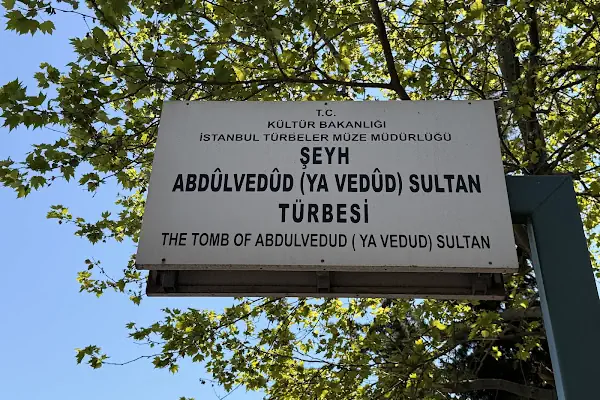 T.C.
KÜLTÜR BAKANLIĞI
İSTANBUL TÜRBELER MÜZE MÜDÜRLÜĞÜ
ŞEYH
ABDÛLVEDÛD (YA VEDÛD) SULTAN
TÜRBESİ
THE TOMB OF ABDULVEDUD ( YA VEDUD) SULTAN